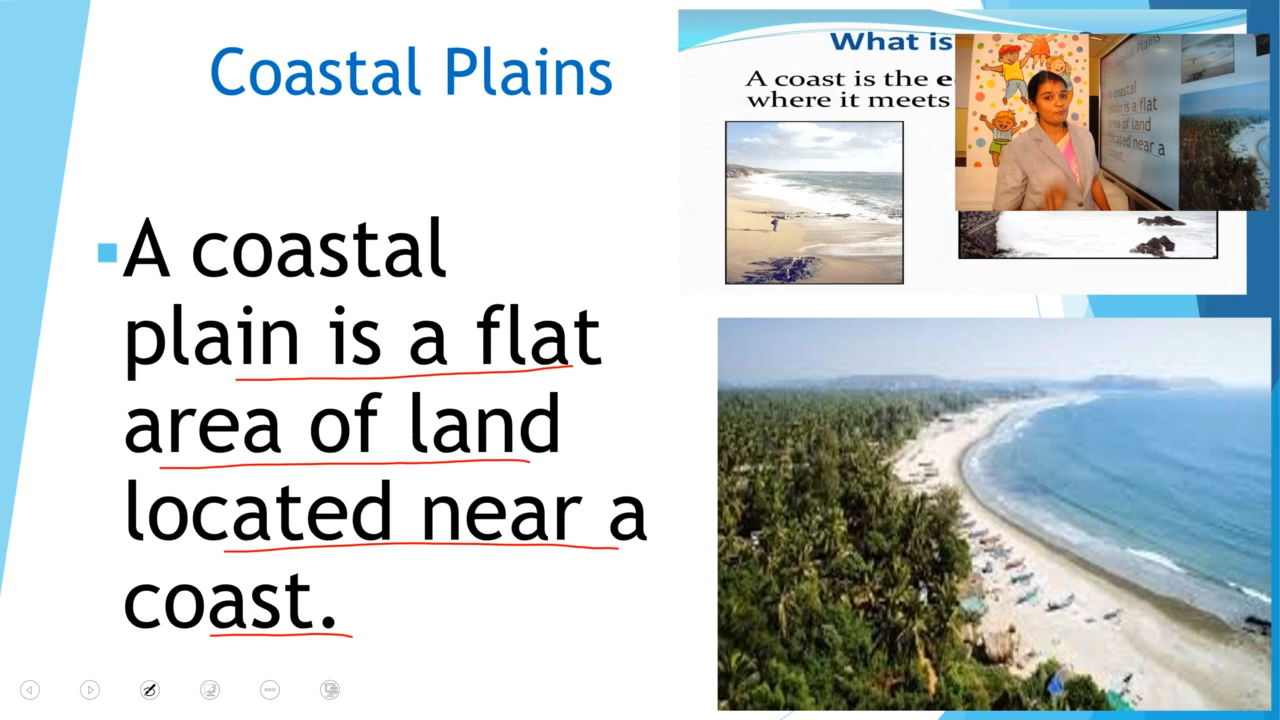 Coastal Plains
A coastal
plain is a flat
area of land
located near a
coast.
What is
A coast is the e
where it meets
Plains
A coastal
plain is a flat
area of land
located near a